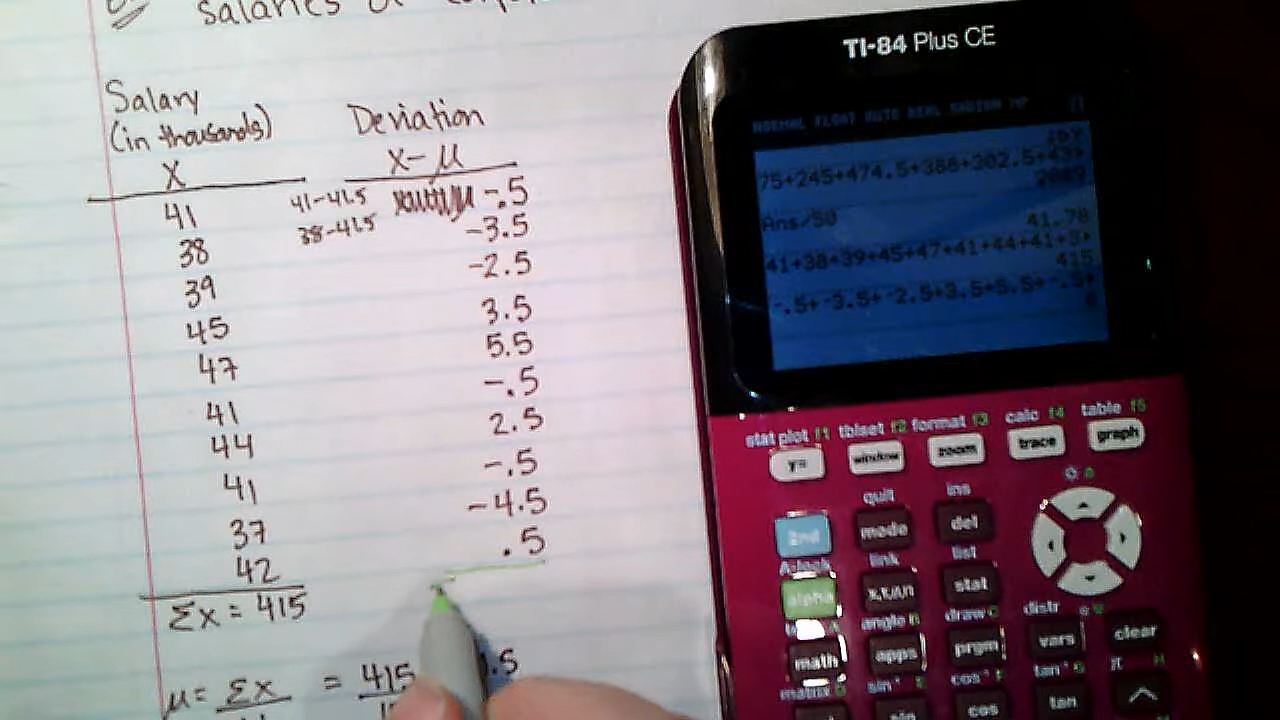 Salaries of
Salary
(in thousands)
Deviation
x
x-μ
41 41-41.5 -.5
38 38-41.5 -3.5
39 -2.5
45 3.5
47 5.5
41 -.5
44 2.5
41 -.5
37 -4.5
42 .5
Σx = 415
μ = Σx = 415 .5
TI-84 Plus CE
NORMAL FLOAT AUTO REAL RADIAN MP
75+245+474.5+388+302.5+43
2089
Ans/50
41.78
41+38+39+45+47+41+44+41+3
415
-.5+-3.5+-2.5+3.5+5.5+-.5+
0
stat plot f1 tblset f2 format f3 calc f4 table f5
y= window zoom trace graph
quit ins
2nd mode del
A-lock link list
alpha X,T,θ,n stat
test A angle B draw C distr
math apps prgm vars clear
matrix D sin⁻¹ E cos⁻¹ F tan⁻¹ G π H
sin cos tan ^